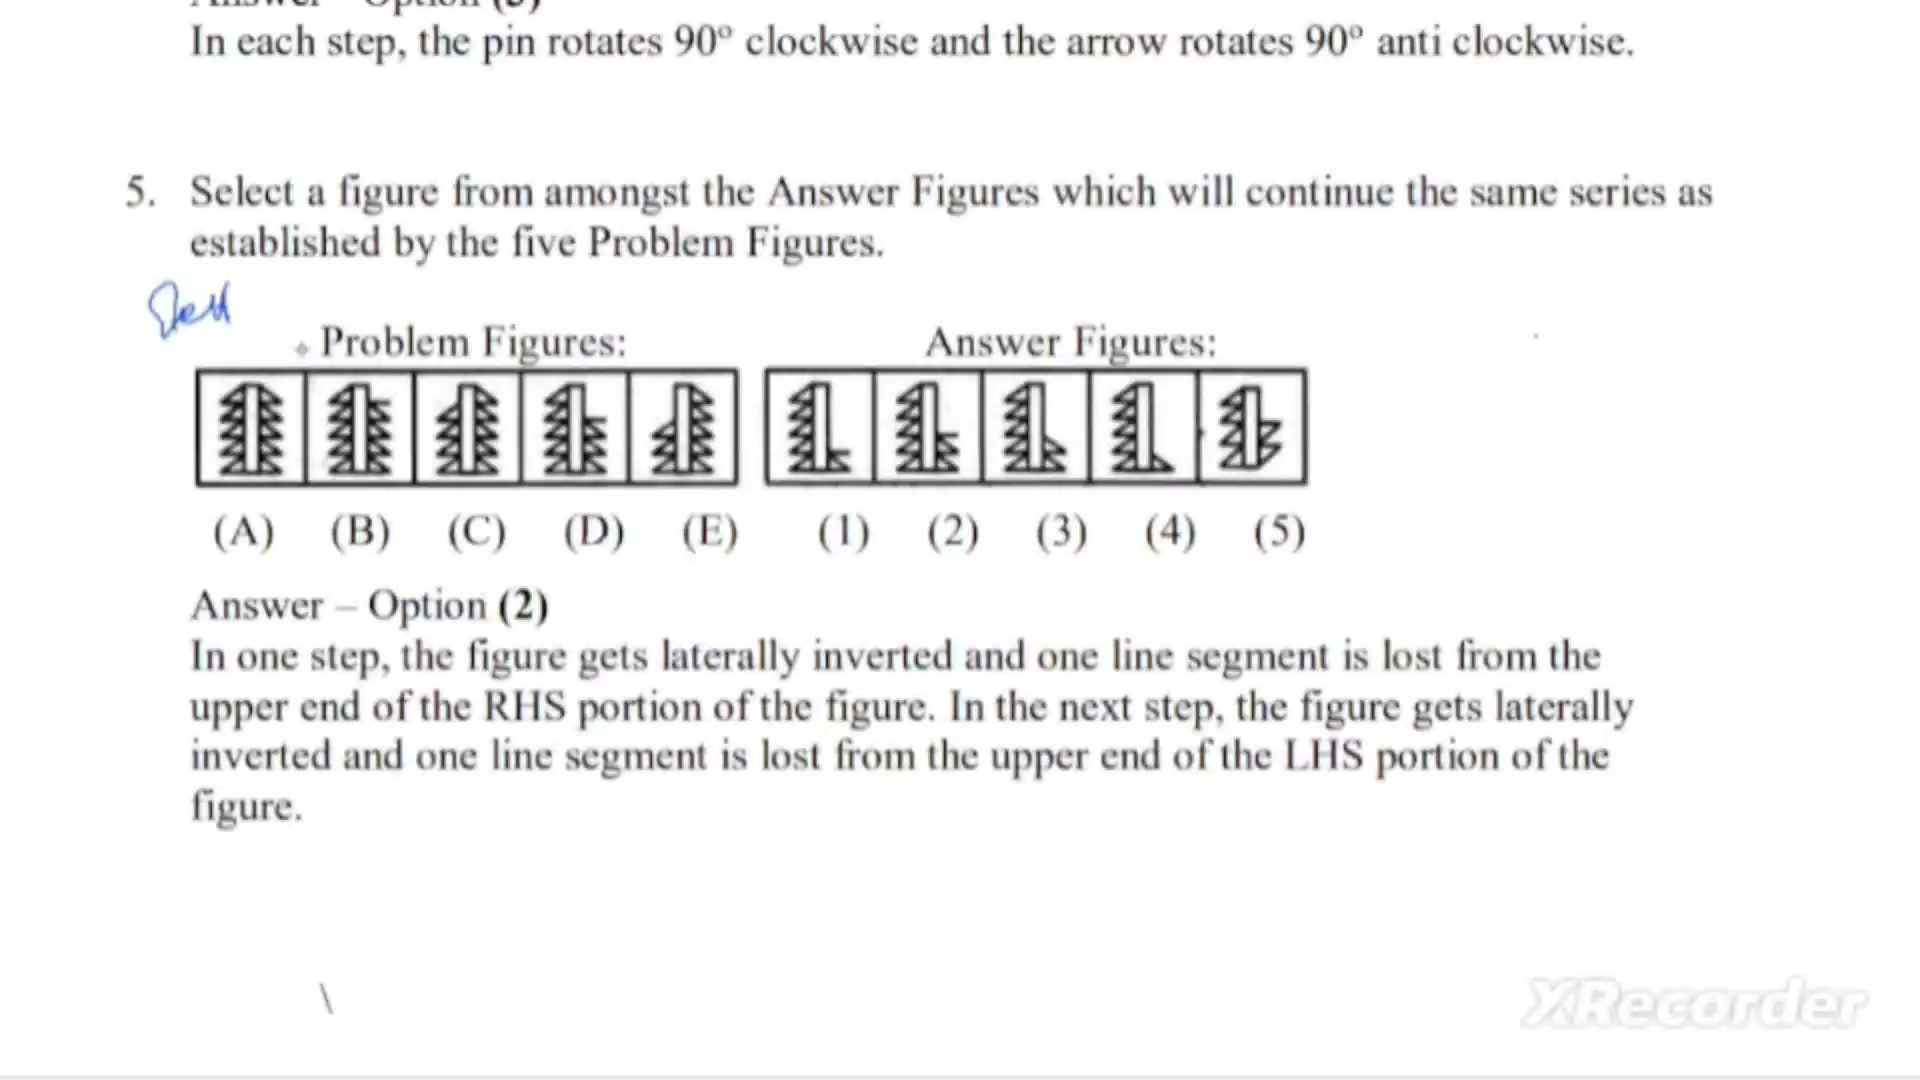 In each step, the pin rotates 90° clockwise and the arrow rotates 90° anti clockwise.
5. Select a figure from amongst the Answer Figures which will continue the same series as
established by the five Problem Figures.
Problem Figures: Answer Figures:
(A) (B) (C) (D) (E) (1) (2) (3) (4) (5)
Answer – Option (2)
In one step, the figure gets laterally inverted and one line segment is lost from the
upper end of the RHS portion of the figure. In the next step, the figure gets laterally
inverted and one line segment is lost from the upper end of the LHS portion of the
figure.
\
XRecorder